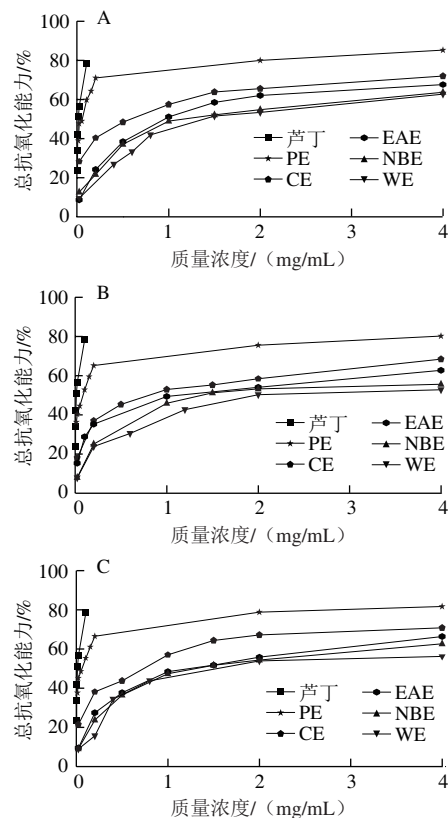 A
总抗氧化能力/%
100
80
60
40
20
0
芦丁 EAE
PE NBE
CE WE
0 1 2 3 4
质量浓度/（mg/mL）
B
总抗氧化能力/%
100
80
60
40
20
0
芦丁 EAE
PE NBE
CE WE
0 1 2 3 4
质量浓度/（mg/mL）
C
总抗氧化能力/%
100
80
60
40
20
0
芦丁 EAE
PE NBE
CE WE
0 1 2 3 4
质量浓度/（mg/mL）